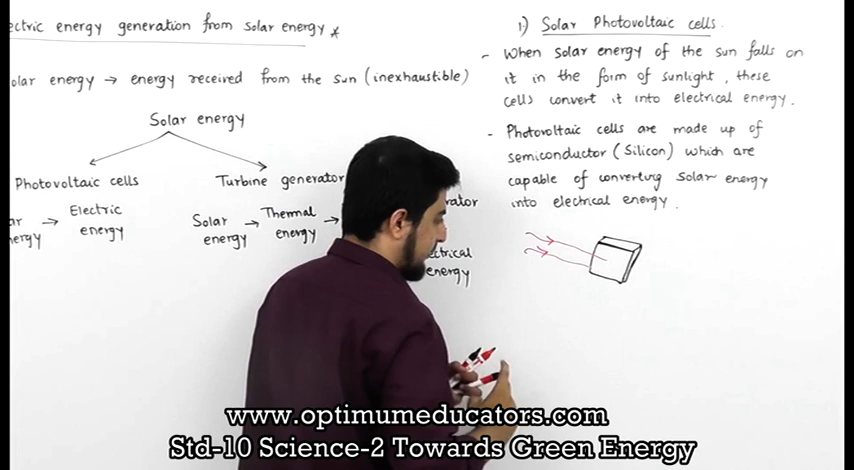 ectric energy generation from solar energy *
olar energy → energy received from the sun (inexhaustible)
Solar energy
Photovoltaic cells
Turbine generator
→ Electric energy
Solar energy → Thermal energy →
rator
ectrical
energy
1) Solar Photovoltaic cells.
- When solar energy of the sun falls on
it in the form of sunlight, these
cells convert it into electrical energy.
- Photovoltaic cells are made up of
semiconductor (Silicon) which are
capable of converting solar energy
into electrical energy.
www.optimumeducators.com
Std-10 Science-2 Towards Green Energy